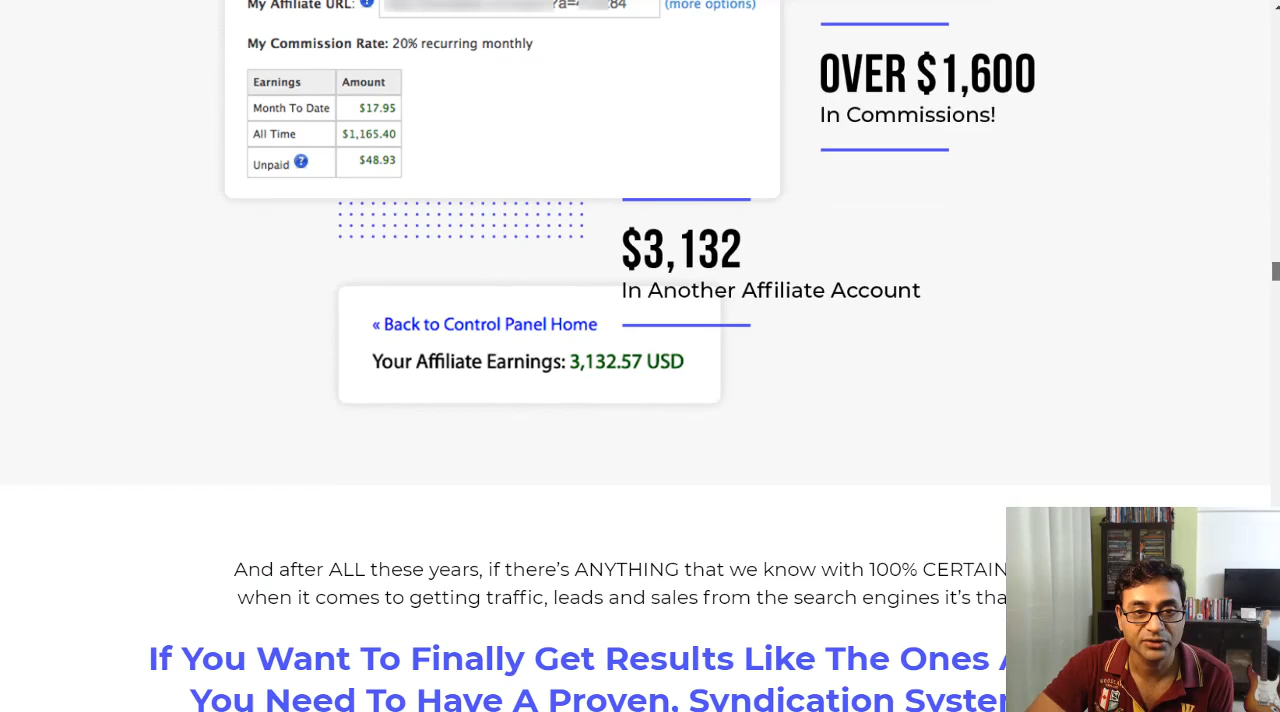 My Affiliate URL:
?a=
84
(more options)
My Commission Rate: 20% recurring monthly
Earnings Amount
Month To Date $17.95
All Time $1,165.40
Unpaid ? $48.93
OVER $1,600
In Commissions!
$3,132
In Another Affiliate Account
« Back to Control Panel Home
Your Affiliate Earnings: 3,132.57 USD
And after ALL these years, if there's ANYTHING that we know with 100% CERTAIN
when it comes to getting traffic, leads and sales from the search engines it's tha
If You Want To Finally Get Results Like The Ones A
You Need To Have A Proven, Syndication System